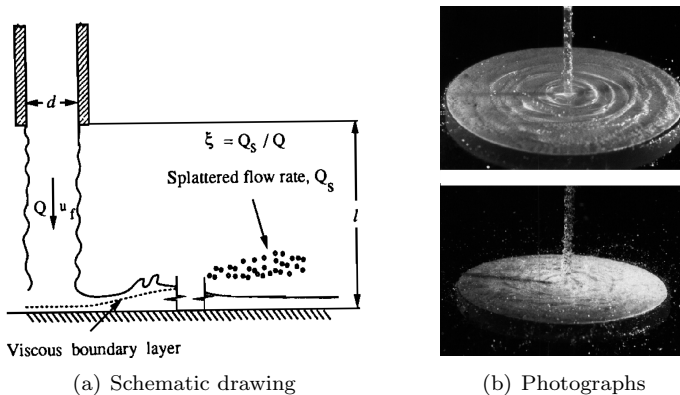 d
ξ = Q_s / Q
Splattered flow rate, Q_s
Q u_f
l
Viscous boundary layer
(a) Schematic drawing
(b) Photographs